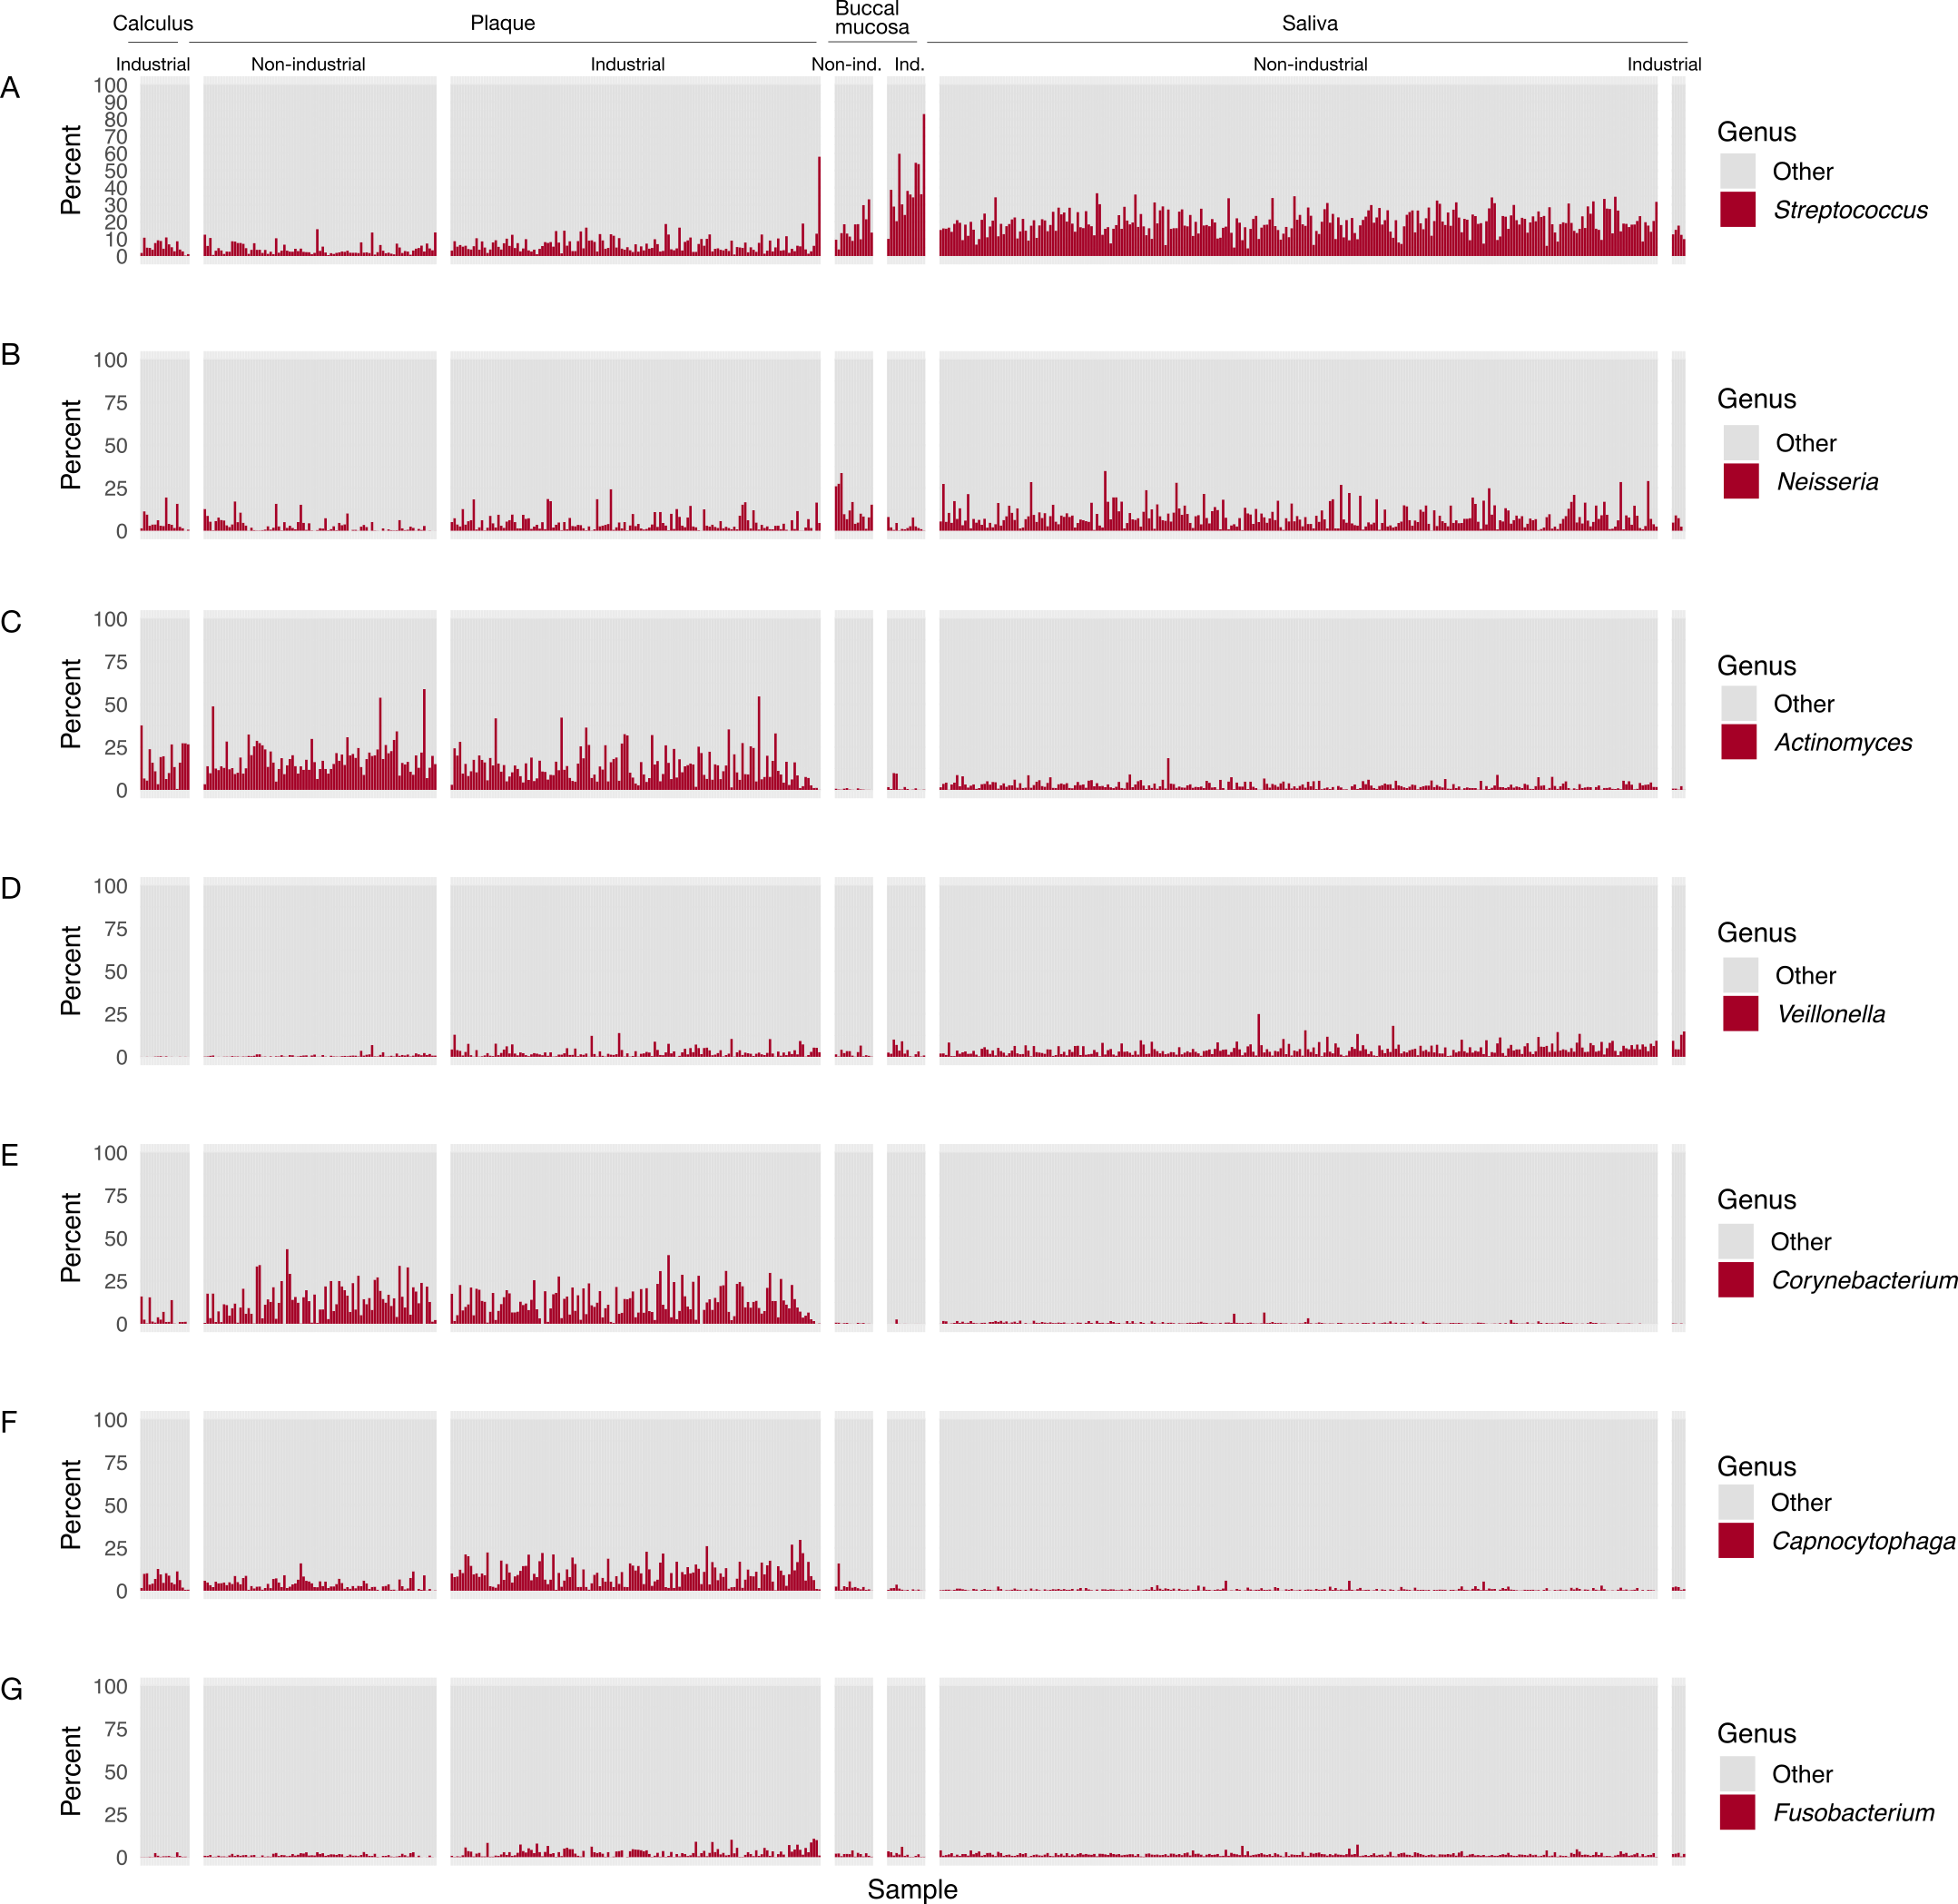 Calculus Plaque Buccal mucosa Saliva
Industrial Non-industrial Industrial Non-ind. Ind. Non-industrial Industrial
A
Percent
100
90
80
70
60
50
40
30
20
10
0
Genus
Other
Streptococcus
B
Percent
100
75
50
25
0
Genus
Other
Neisseria
C
Percent
100
75
50
25
0
Genus
Other
Actinomyces
D
Percent
100
75
50
25
0
Genus
Other
Veillonella
E
Percent
100
75
50
25
0
Genus
Other
Corynebacterium
F
Percent
100
75
50
25
0
Genus
Other
Capnocytophaga
G
Percent
100
75
50
25
0
Genus
Other
Fusobacterium
Sample